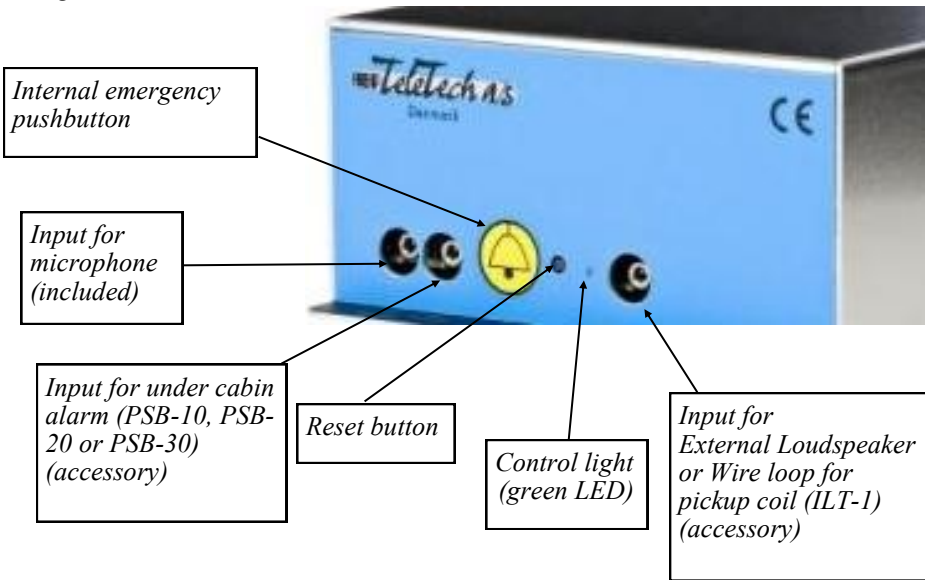 TeleTech A.S
Danmark
CE
Internal emergency
pushbutton
Input for
microphone
(included)
Input for under cabin
alarm (PSB-10, PSB-
20 or PSB-30)
(accessory)
Reset button
Control light
(green LED)
Input for
External Loudspeaker
or Wire loop for
pickup coil (ILT-1)
(accessory)